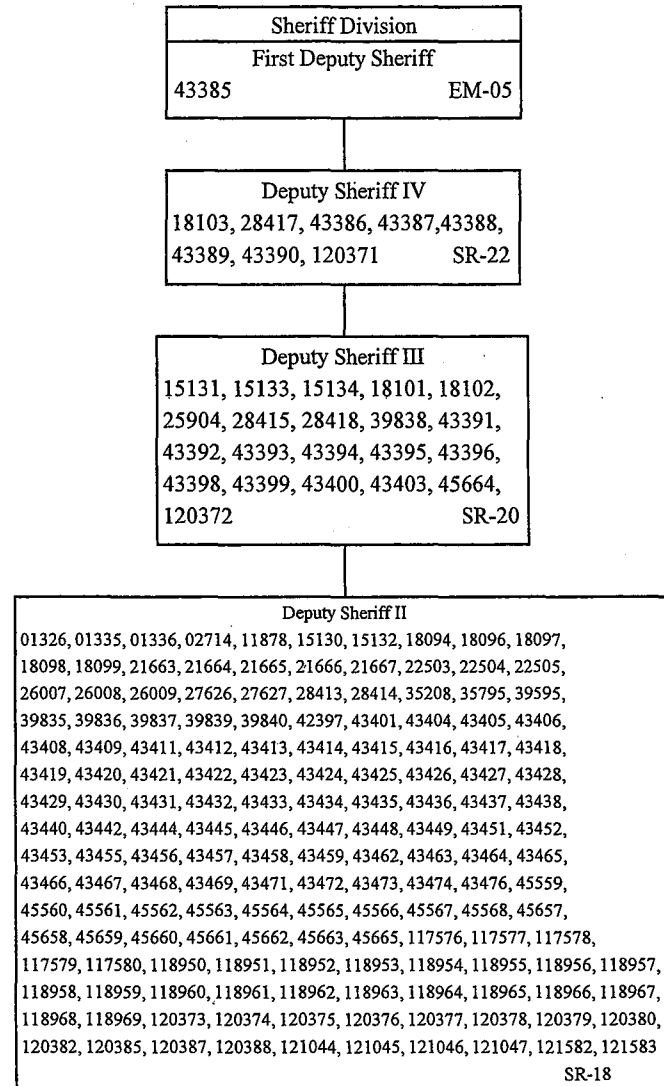 Sheriff Division
First Deputy Sheriff
43385 EM-05
Deputy Sheriff IV
18103, 28417, 43386, 43387,43388,
43389, 43390, 120371 SR-22
Deputy Sheriff III
15131, 15133, 15134, 18101, 18102,
25904, 28415, 28418, 39838, 43391,
43392, 43393, 43394, 43395, 43396,
43398, 43399, 43400, 43403, 45664,
120372 SR-20
Deputy Sheriff II
01326, 01335, 01336, 02714, 11878, 15130, 15132, 18094, 18096, 18097,
18098, 18099, 21663, 21664, 21665, 21666, 21667, 22503, 22504, 22505,
26007, 26008, 26009, 27626, 27627, 28413, 28414, 35208, 35795, 39595,
39835, 39836, 39837, 39839, 39840, 42397, 43401, 43404, 43405, 43406,
43408, 43409, 43411, 43412, 43413, 43414, 43415, 43416, 43417, 43418,
43419, 43420, 43421, 43422, 43423, 43424, 43425, 43426, 43427, 43428,
43429, 43430, 43431, 43432, 43433, 43434, 43435, 43436, 43437, 43438,
43440, 43442, 43444, 43445, 43446, 43447, 43448, 43449, 43451, 43452,
43453, 43455, 43456, 43457, 43458, 43459, 43462, 43463, 43464, 43465,
43466, 43467, 43468, 43469, 43471, 43472, 43473, 43474, 43476, 45559,
45560, 45561, 45562, 45563, 45564, 45565, 45566, 45567, 45568, 45657,
45658, 45659, 45660, 45661, 45662, 45663, 45665, 117576, 117577, 117578,
117579, 117580, 118950, 118951, 118952, 118953, 118954, 118955, 118956, 118957,
118958, 118959, 118960, 118961, 118962, 118963, 118964, 118965, 118966, 118967,
118968, 118969, 120373, 120374, 120375, 120376, 120377, 120378, 120379, 120380,
120382, 120385, 120387, 120388, 121044, 121045, 121046, 121047, 121582, 121583
SR-18